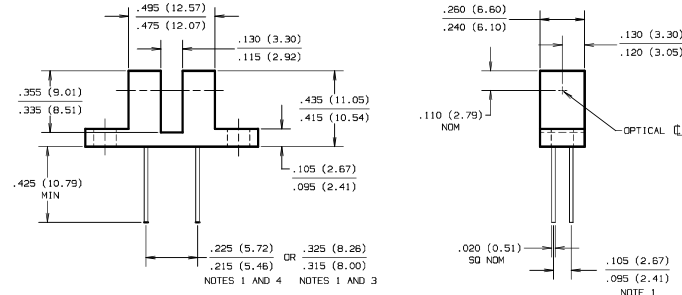 .495 (12.57)
.475 (12.07)
.130 (3.30)
.115 (2.92)
.355 (9.01)
.335 (8.51)
.435 (11.05)
.415 (10.54)
.105 (2.67)
.095 (2.41)
.425 (10.79)
MIN
.225 (5.72) OR .325 (8.26)
.215 (5.46) .315 (8.00)
NOTES 1 AND 4 NOTES 1 AND 3
.260 (6.60)
.240 (6.10)
.130 (3.30)
.120 (3.05)
.110 (2.79)
NOM
OPTICAL ℄
.020 (0.51)
SQ NOM
.105 (2.67)
.095 (2.41)
NOTE 1